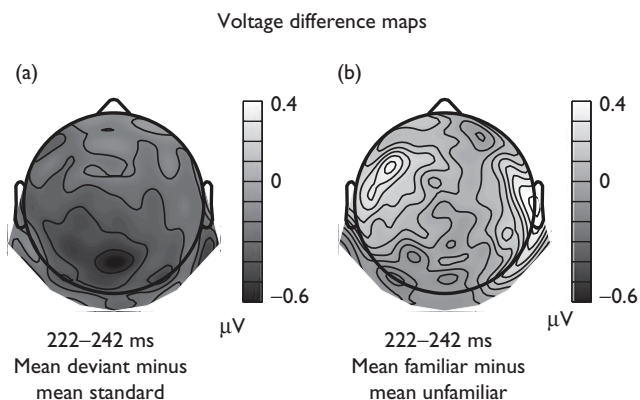 Voltage difference maps
(a)
(b)
0.4
0
−0.6
μV
0.4
0
−0.6
μV
222–242 ms
Mean deviant minus
mean standard
222–242 ms
Mean familiar minus
mean unfamiliar